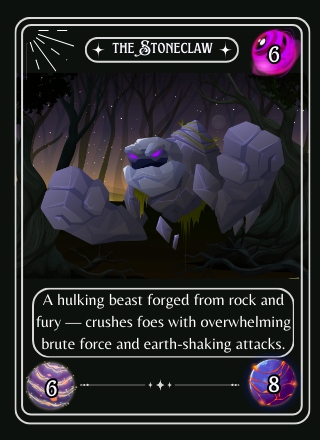 THE STONECLAW
6
A hulking beast forged from rock and
fury — crushes foes with overwhelming
brute force and earth-shaking attacks.
6
8